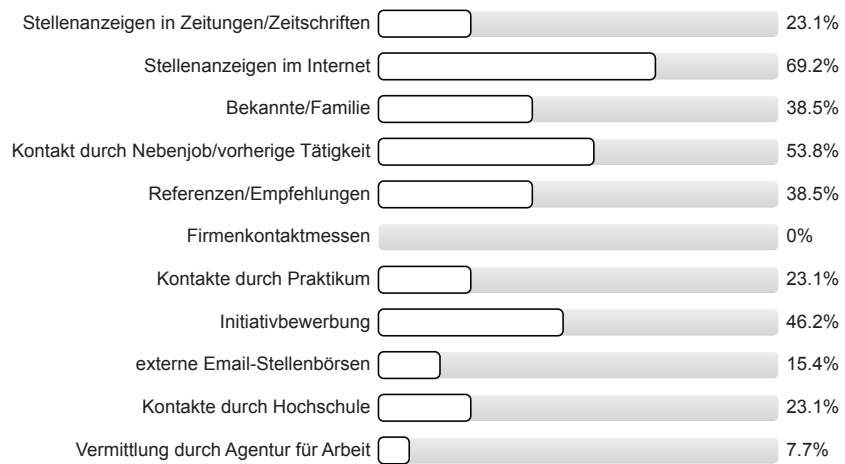 Stellenanzeigen in Zeitungen/Zeitschriften 23.1%
Stellenanzeigen im Internet 69.2%
Bekannte/Familie 38.5%
Kontakt durch Nebenjob/vorherige Tätigkeit 53.8%
Referenzen/Empfehlungen 38.5%
Firmenkontaktmessen 0%
Kontakte durch Praktikum 23.1%
Initiativbewerbung 46.2%
externe Email-Stellenbörsen 15.4%
Kontakte durch Hochschule 23.1%
Vermittlung durch Agentur für Arbeit 7.7%